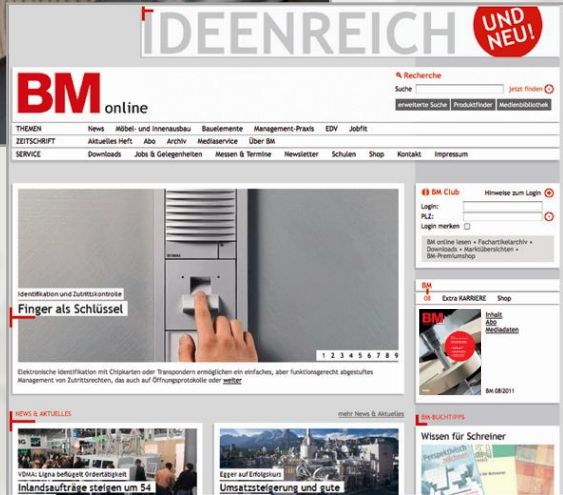 IDEENREICH
UND NEU!
BM online
Recherche
Suche jetzt finden
erweiterte Suche Produktfinder Medienbibliothek
THEMEN News Möbel- und Innenausbau Bauelemente Management-Praxis EDV Jobfit
ZEITSCHRIFT Aktuelles Heft Abo Archiv Mediaservice Über BM
SERVICE Downloads Jobs & Gelegenheiten Messen & Termine Newsletter Schulen Shop Kontakt Impressum
BM Club Hinweise zum Login
Login:
PLZ:
Login merken
BM online lesen • Fachartikelarchiv •
Downloads • Marktübersichten •
BM-Premiumshop
Identifikation und Zutrittskontrolle
Finger als Schlüssel
1 2 3 4 5 6 7 8 9
Elektronische Identifikation mit Chipkarten oder Transpondern ermöglichen ein einfaches, aber funktionsgerecht abgestuftes
Management von Zutrittsrechten, das auch auf Öffnungsprotokolle oder weiter
BM
08 Extra KARRIERE Shop
BM
Inhalt
Abo
Mediadaten
BM 08/2011
NEWS & AKTUELLES mehr News & Aktuelles
VDMA: Ligna beflügelt Ordertätigkeit
Inlandsaufträge steigen um 54
Egger auf Erfolgskurs
Umsatzsteigerung und gute
BM-BUCHTIPPS
Wissen für Schreiner
Perspektivisch